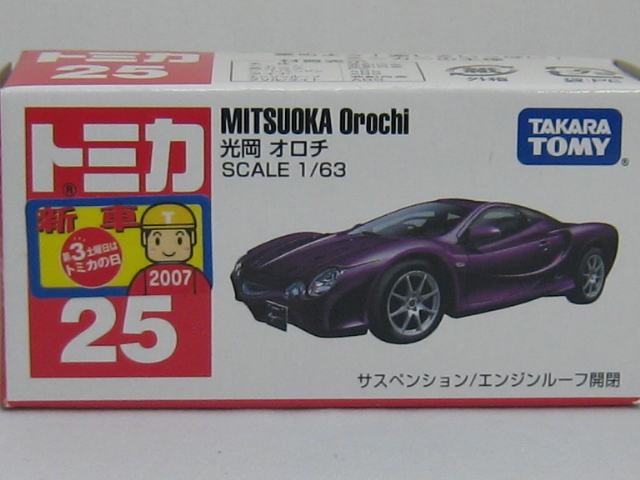 トミカ
25
MITSUOKA Orochi
光岡 オロチ
SCALE 1/63
TAKARA
TOMY
®
トミカ
®
新車
T
第3土曜日は
トミカの日
2007
25
サスペンション/エンジンルーフ開閉